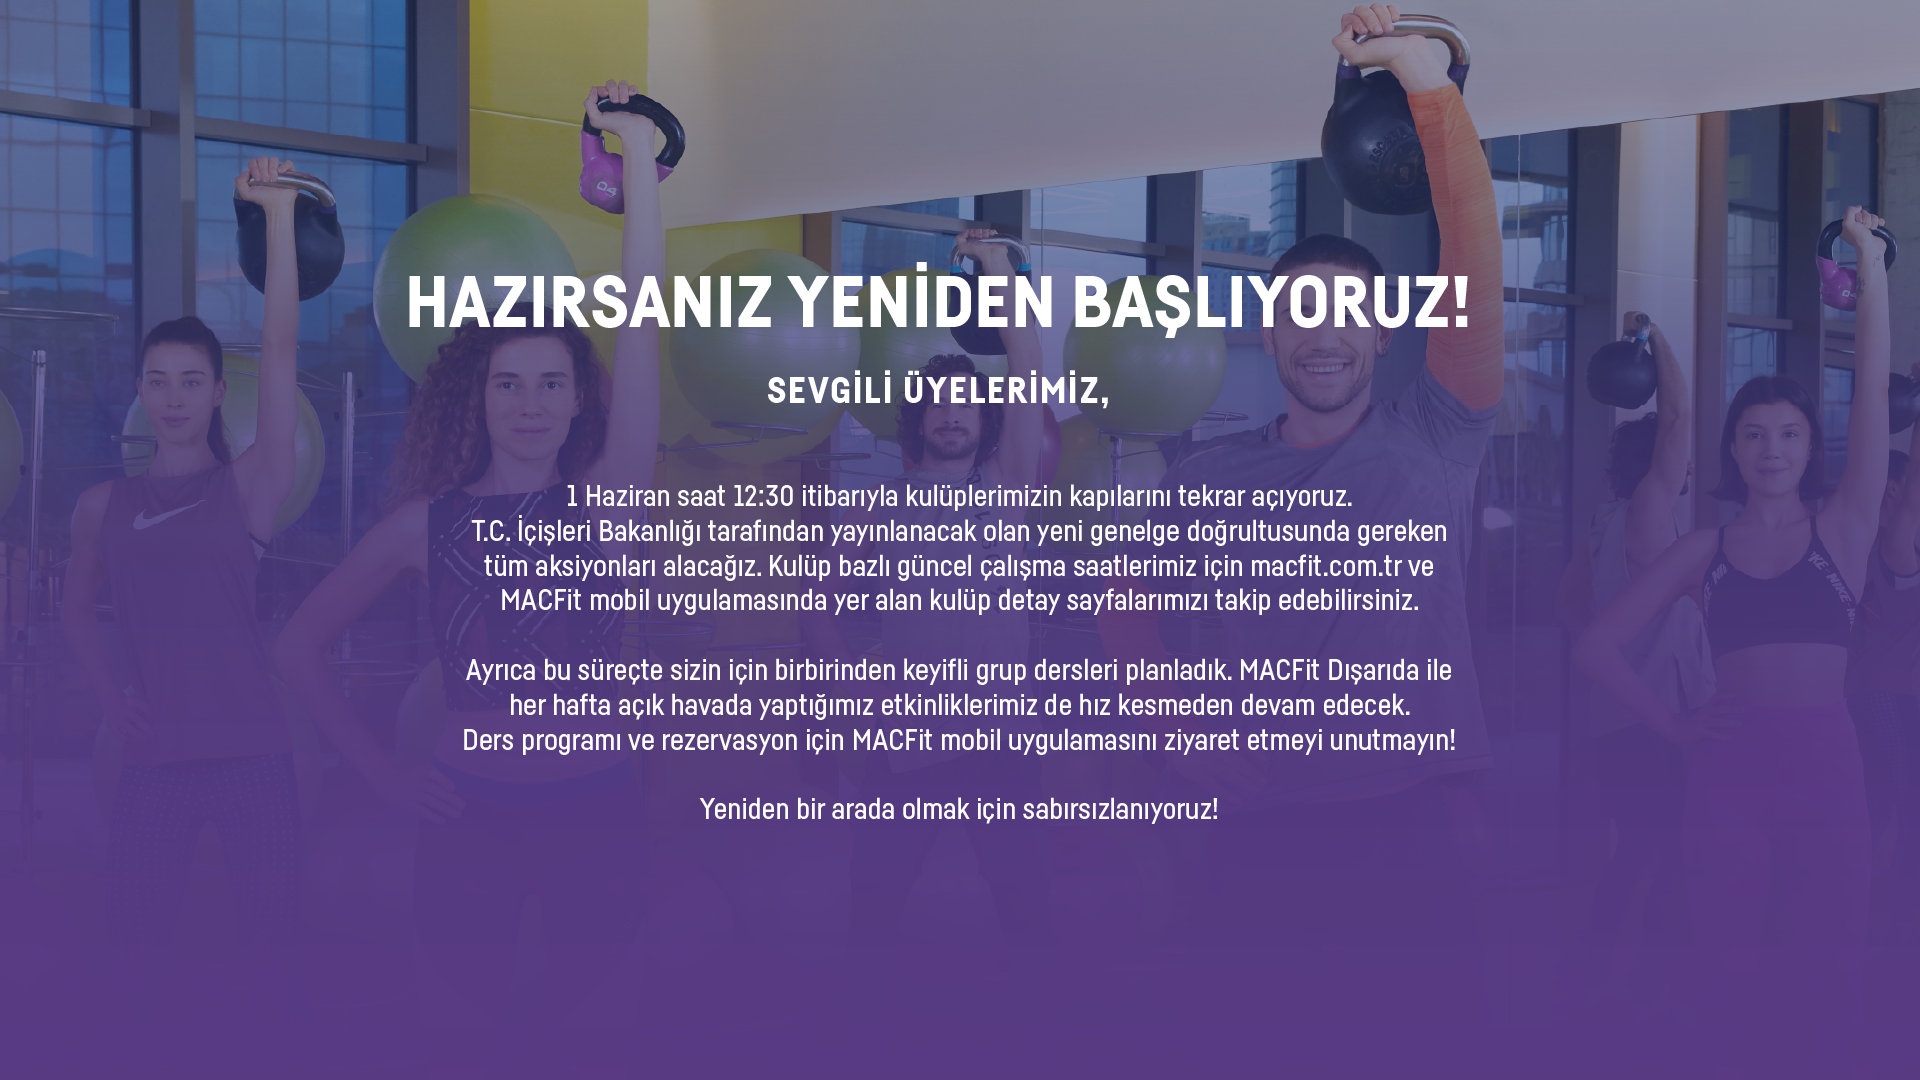 HAZIRSANIZ YENİDEN BAŞLIYORUZ!
SEVGİLİ ÜYELERİMİZ,
1 Haziran saat 12:30 itibarıyla kulüplerimizin kapılarını tekrar açıyoruz.
T.C. İçişleri Bakanlığı tarafından yayınlanacak olan yeni genelge doğrultusunda gereken
tüm aksiyonları alacağız. Kulüp bazlı güncel çalışma saatlerimiz için macfit.com.tr ve
MACFit mobil uygulamasında yer alan kulüp detay sayfalarımızı takip edebilirsiniz.
Ayrıca bu süreçte sizin için birbirinden keyifli grup dersleri planladık. MACFit Dışarıda ile
her hafta açık havada yaptığımız etkinliklerimiz de hız kesmeden devam edecek.
Ders programı ve rezervasyon için MACFit mobil uygulamasını ziyaret etmeyi unutmayın!
Yeniden bir arada olmak için sabırsızlanıyoruz!